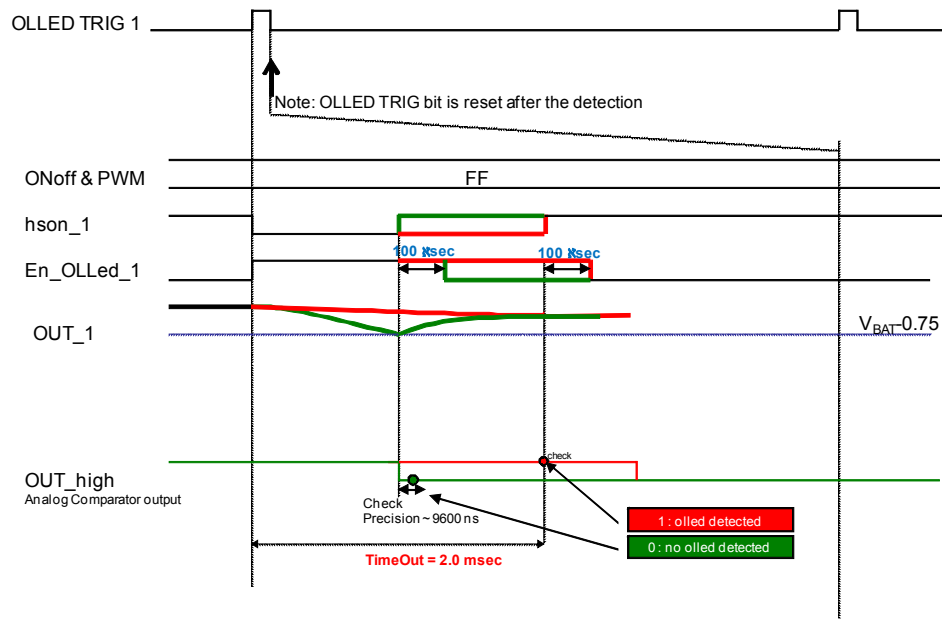 OLLED TRIG 1
Note: OLLED TRIG bit is reset after the detection
ONoff & PWM
FF
hson_1
100 sec
100 sec
En_OLLed_1
OUT_1
VBAT-0.75
check
OUT_high
Analog Comparator output
Check
Precision ~ 9600 ns
1 : olled detected
0 : no olled detected
TimeOut = 2.0 msec